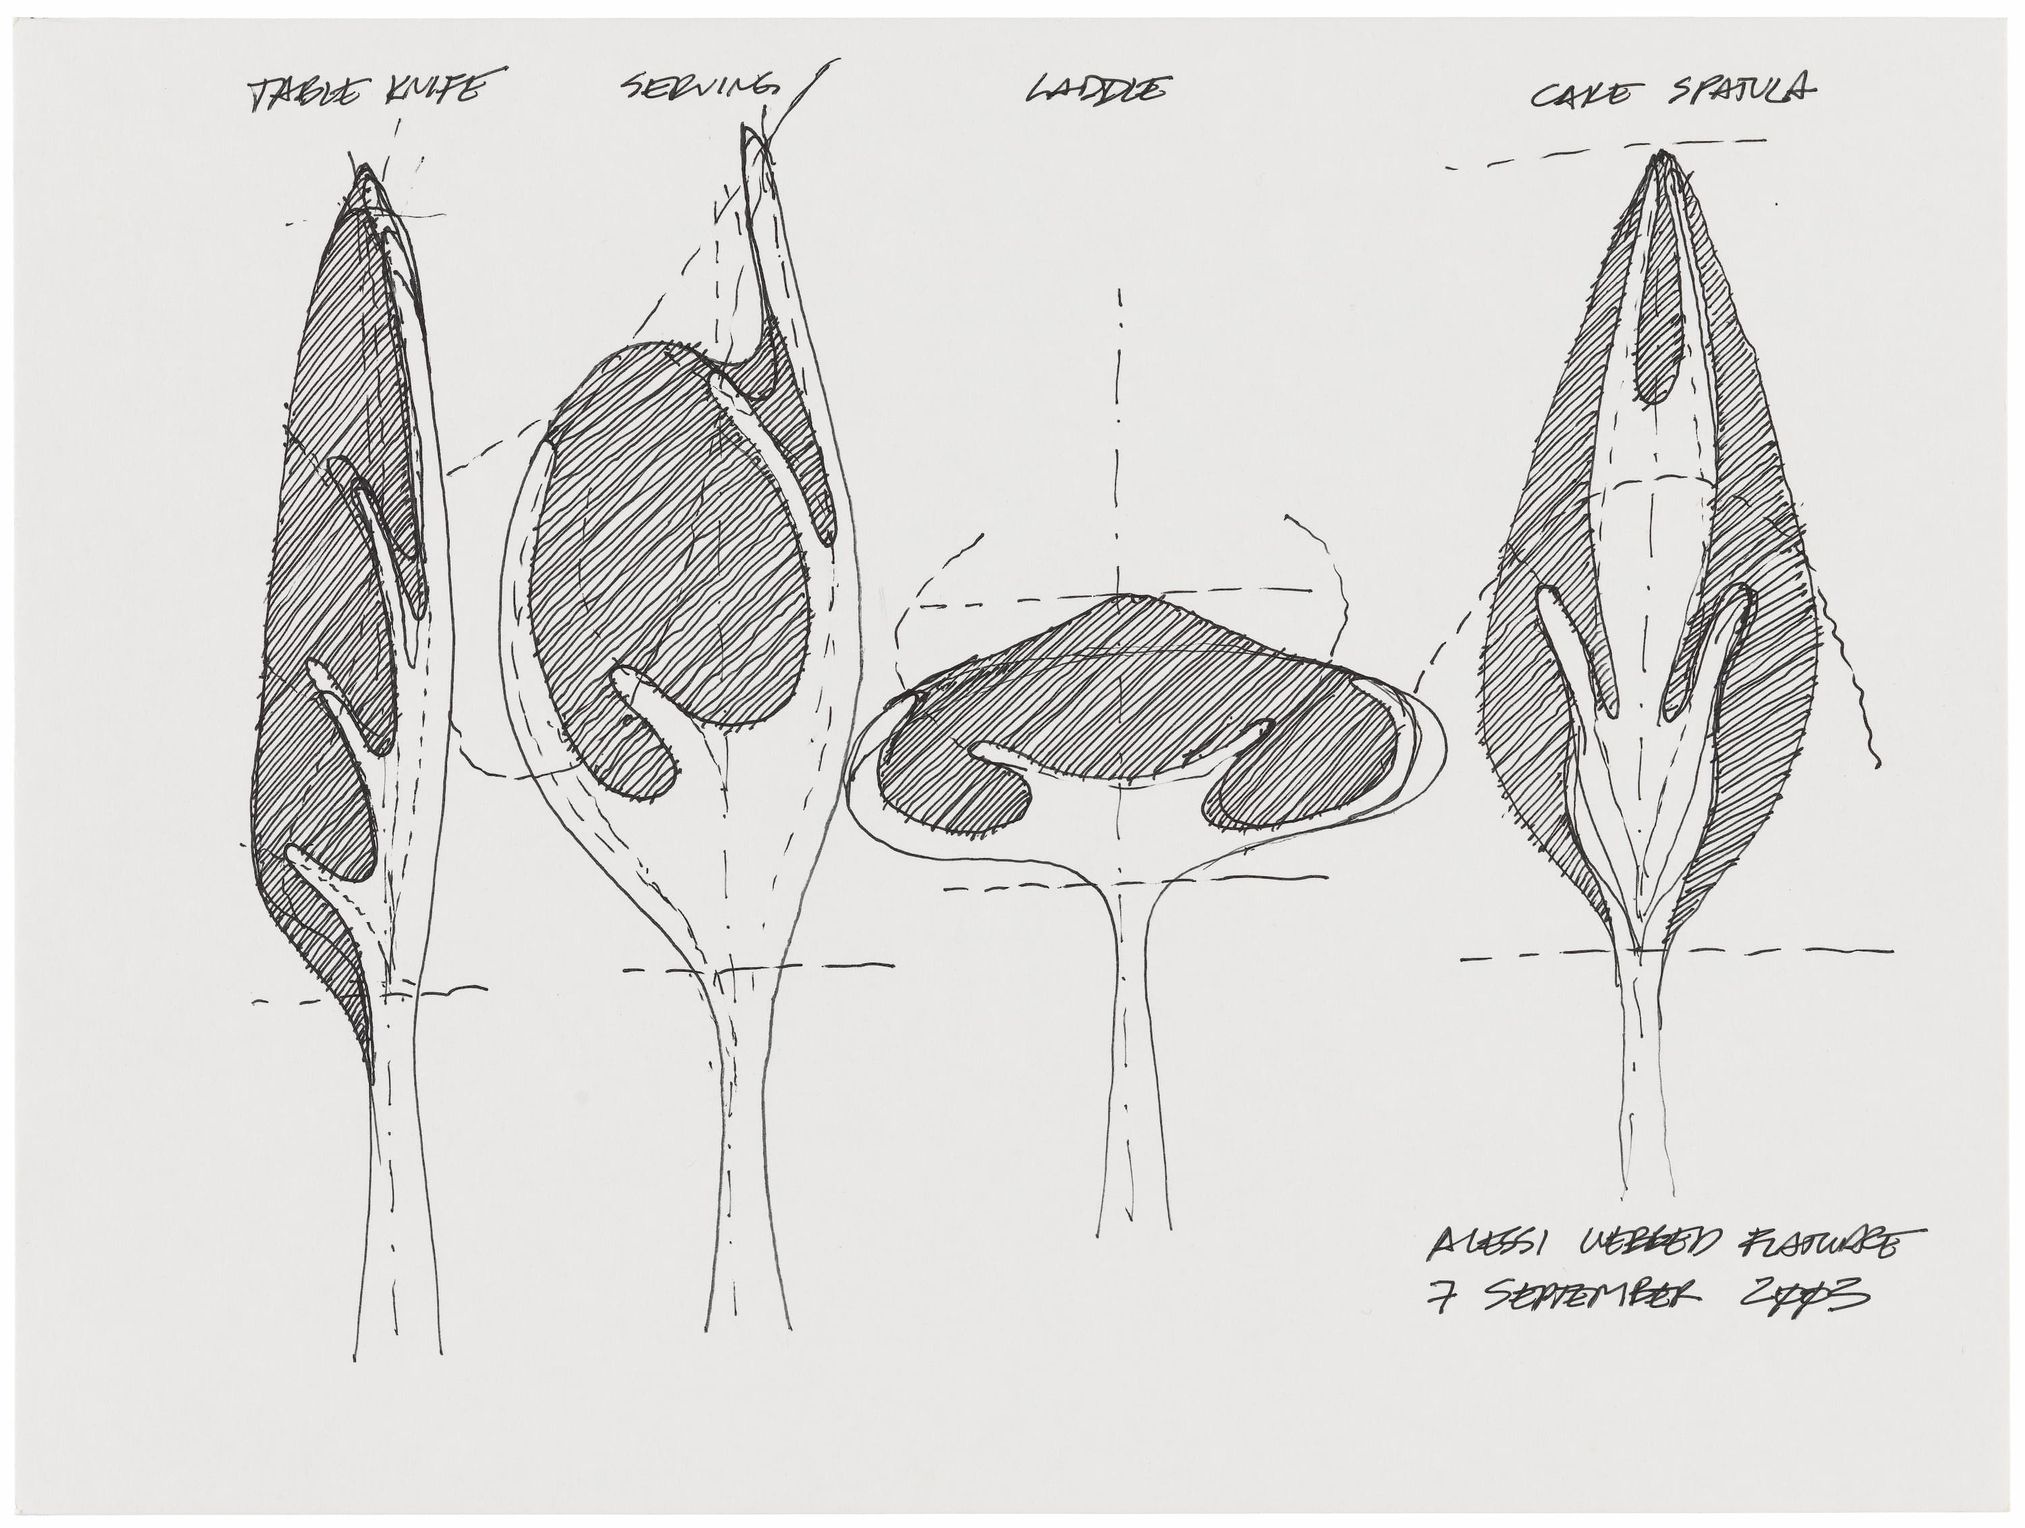 TABLE KNIFE
SERVING
LADDLE
CAKE SPATULA
ALESSI WEBBED FLATWARE
7 SEPTEMBER 2003